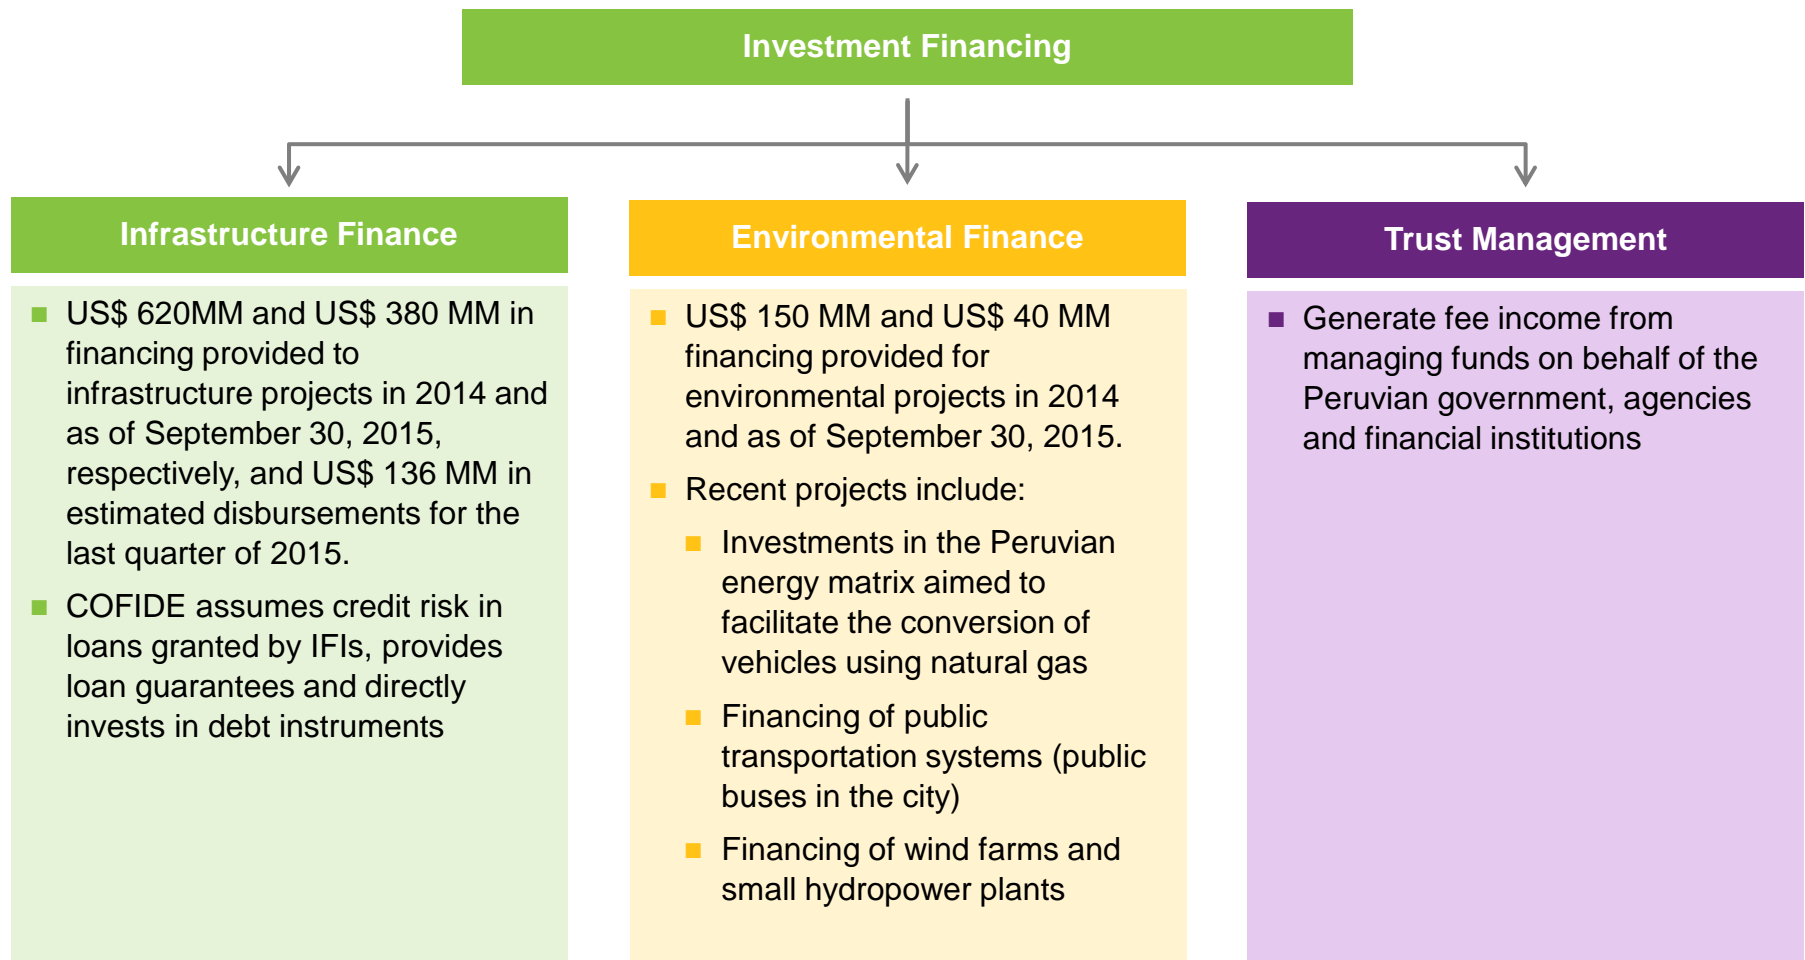 Investment Financing
Infrastructure Finance
US$ 620MM and US$ 380 MM in
financing provided to
infrastructure projects in 2014 and
as of September 30, 2015,
respectively, and US$ 136 MM in
estimated disbursements for the
last quarter of 2015.
COFIDE assumes credit risk in
loans granted by IFIs, provides
loan guarantees and directly
invests in debt instruments
Environmental Finance
US$ 150 MM and US$ 40 MM
financing provided for
environmental projects in 2014
and as of September 30, 2015.
Recent projects include:
Investments in the Peruvian
energy matrix aimed to
facilitate the conversion of
vehicles using natural gas
Financing of public
transportation systems (public
buses in the city)
Financing of wind farms and
small hydropower plants
Trust Management
Generate fee income from
managing funds on behalf of the
Peruvian government, agencies
and financial institutions